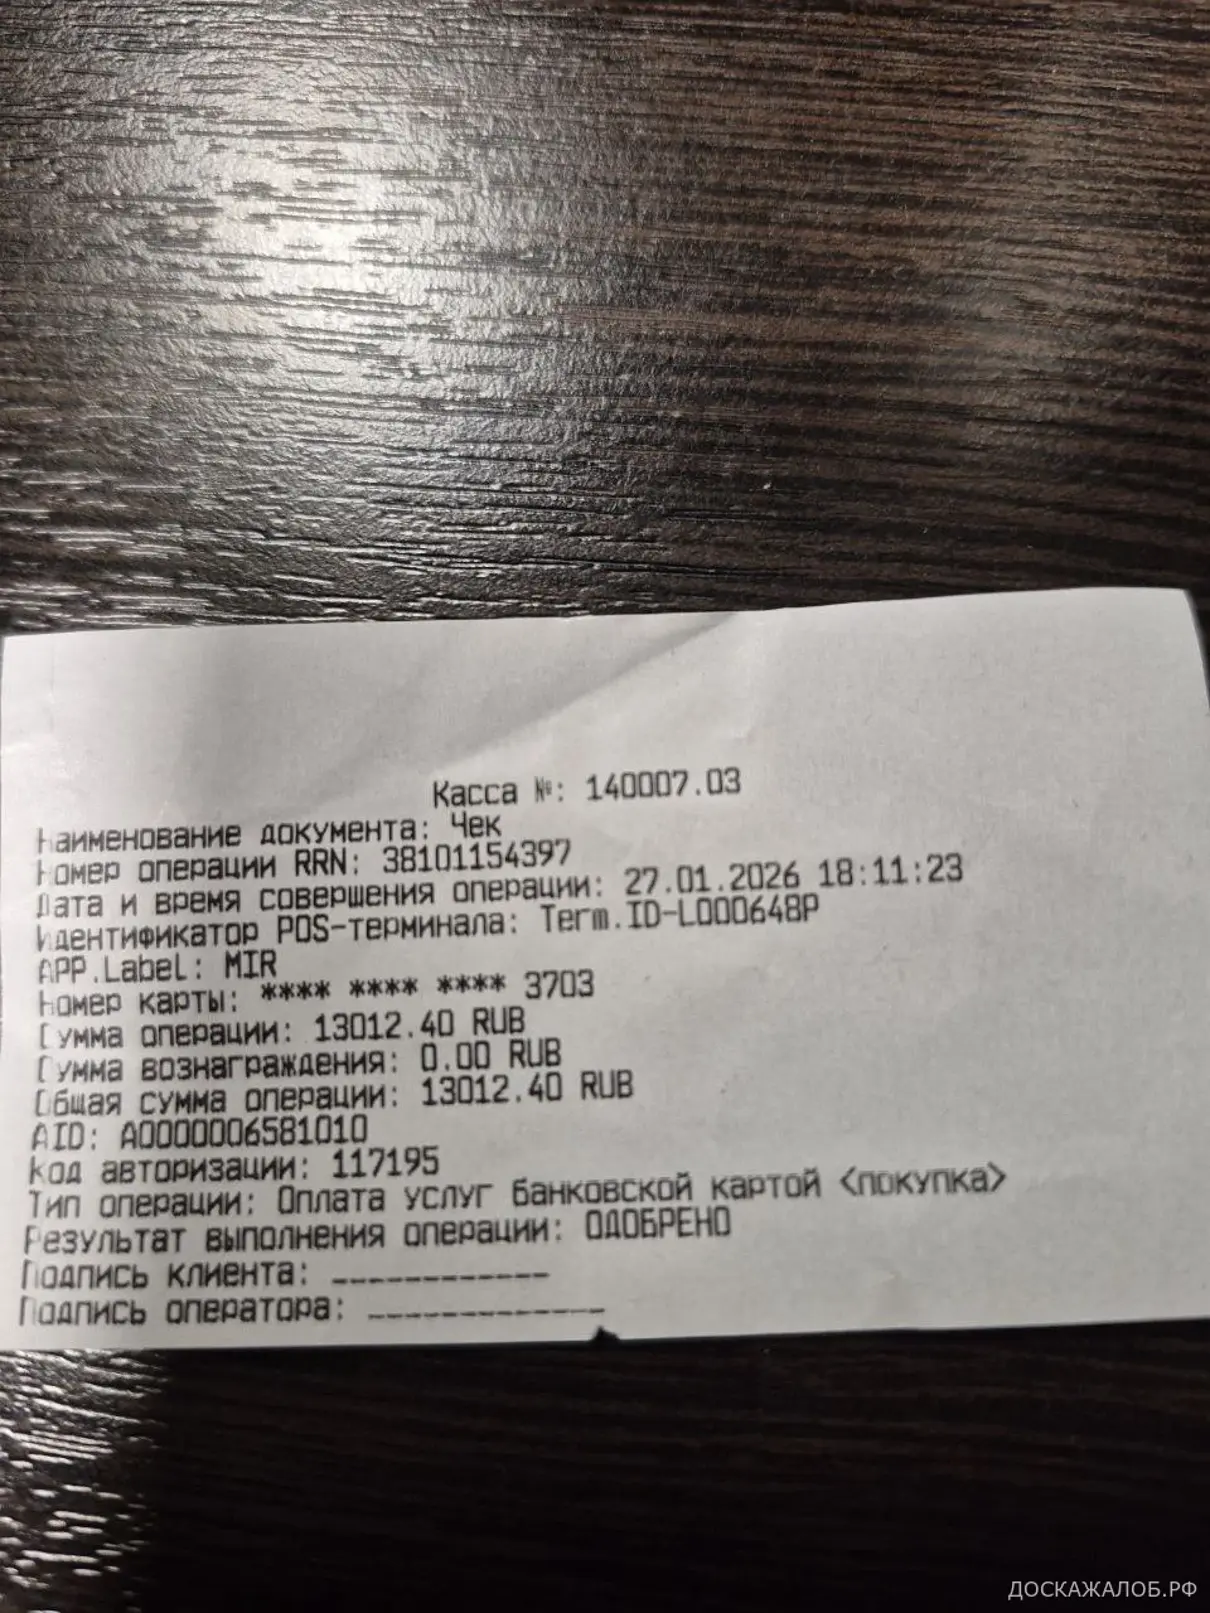 Касса №: 140007.03
Наименование документа: Чек
Номер операции RRN: 38101154397
Дата и время совершения операции: 27.01.2026 18:11:23
Идентификатор POS-терминала: Term.ID-L000648P
APP.Label: MIR
Номер карты: **** **** **** 3703
Сумма операции: 13012.40 RUB
Сумма вознаграждения: 0.00 RUB
Общая сумма операции: 13012.40 RUB
AID: A0000006581010
Код авторизации: 117195
Тип операции: Оплата услуг банковской картой <покупка>
Результат выполнения операции: ОДОБРЕНО
Подпись клиента: ____________
Подпись оператора: _____________
ДОСКАЖАЛОБ.РФ